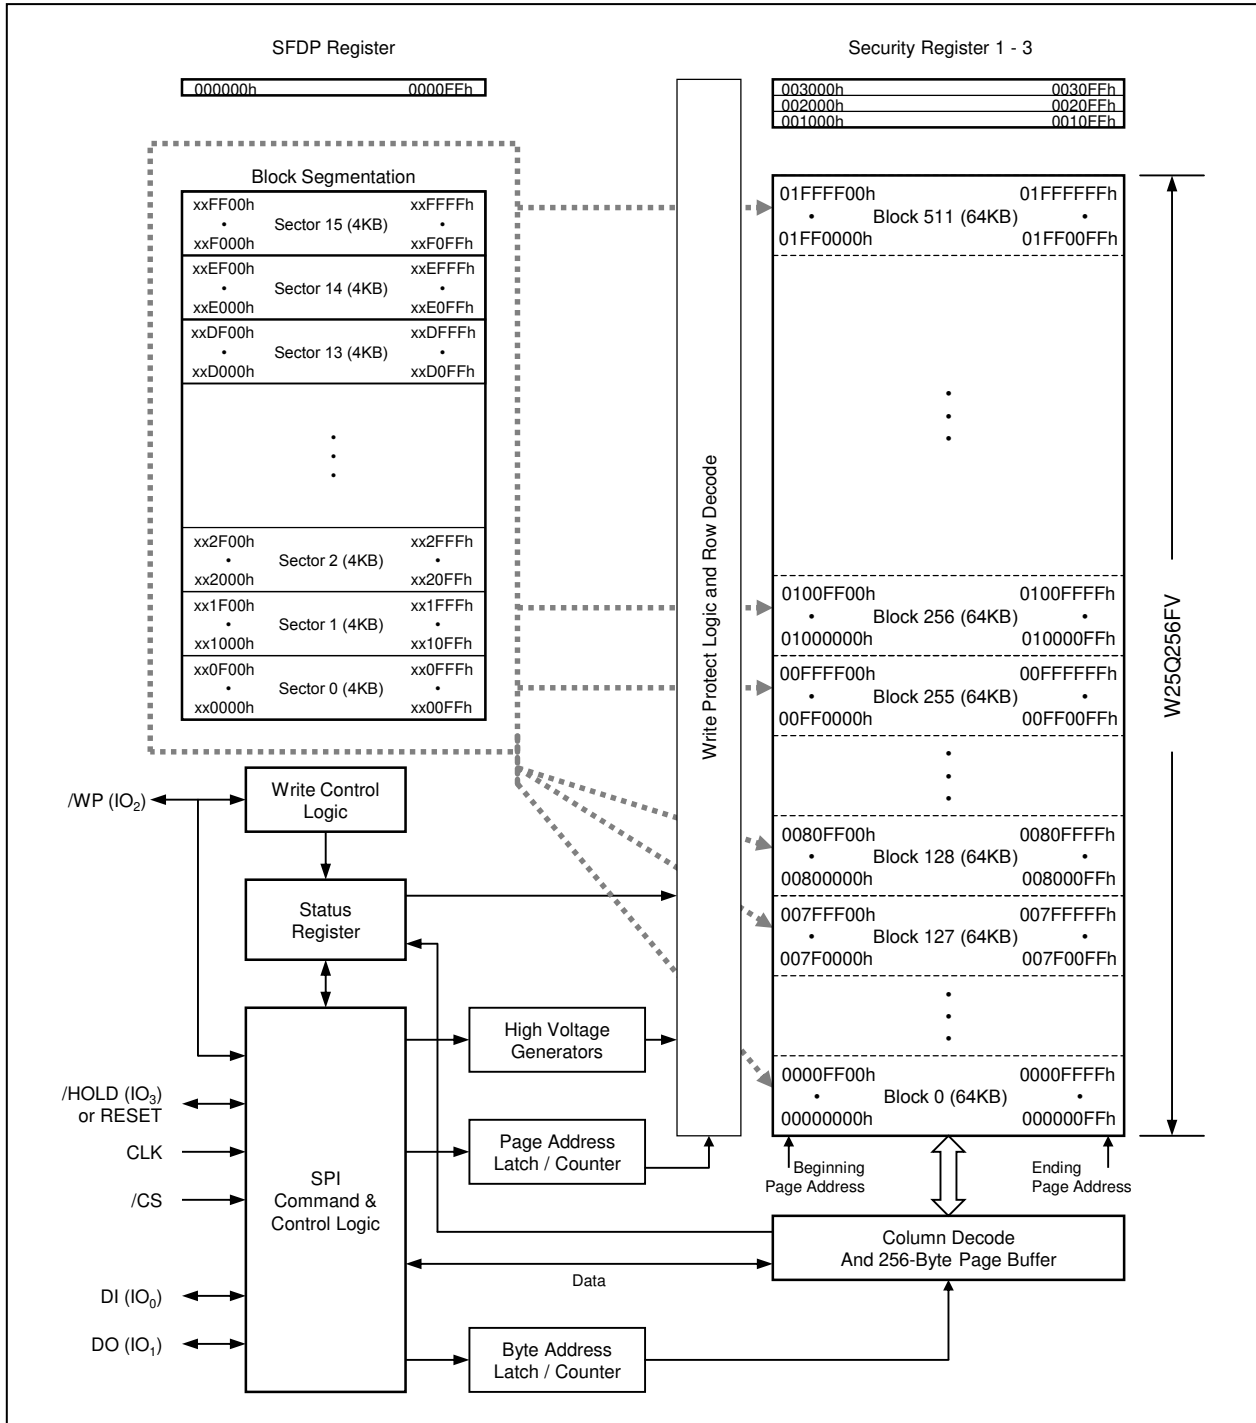 SFDP Register
000000h 0000FFh
Security Register 1 - 3
003000h 0030FFh
002000h 0020FFh
001000h 0010FFh
Block Segmentation
xxFF00h xxFFFFh
• Sector 15 (4KB) •
xxF000h xxF0FFh
xxEF00h xxEFFFh
• Sector 14 (4KB) •
xxE000h xxE0FFh
xxDF00h xxDFFFh
• Sector 13 (4KB) •
xxD000h xxD0FFh
xx2F00h xx2FFFh
• Sector 2 (4KB) •
xx2000h xx20FFh
xx1F00h xx1FFFh
• Sector 1 (4KB) •
xx1000h xx10FFh
xx0F00h xx0FFFh
• Sector 0 (4KB) •
xx0000h xx00FFh
Write Protect Logic and Row Decode
01FFFF00h 01FFFFFFh
• Block 511 (64KB) •
01FF0000h 01FF00FFh
0100FF00h 0100FFFFh
• Block 256 (64KB) •
01000000h 010000FFh
00FFFF00h 00FFFFFFh
• Block 255 (64KB) •
00FF0000h 00FF00FFh
0080FF00h 0080FFFFh
• Block 128 (64KB) •
00800000h 008000FFh
007FFF00h 007FFFFFh
• Block 127 (64KB) •
007F0000h 007F00FFh
0000FF00h 0000FFFFh
• Block 0 (64KB) •
00000000h 000000FFh
W25Q256FV
Beginning
Page Address
Ending
Page Address
/WP (IO₂)
Write Control
Logic
Status
Register
High Voltage
Generators
/HOLD (IO₃)
or RESET
CLK
/CS
DI (IO₀)
DO (IO₁)
SPI
Command &
Control Logic
Page Address
Latch / Counter
Column Decode
And 256-Byte Page Buffer
Data
Byte Address
Latch / Counter